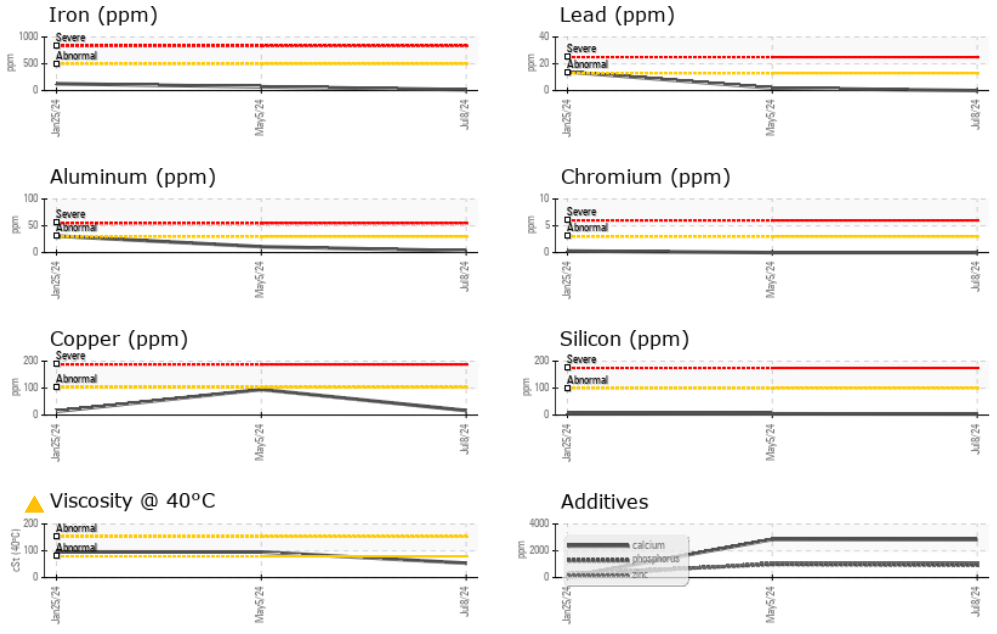 Iron (ppm)
1000
500
0
ppm
Severe
Abnormal
Jan25/24
May5/24
Jul8/24
Lead (ppm)
40
20
0
ppm
Severe
Abnormal
Jan25/24
May5/24
Jul8/24
Aluminum (ppm)
100
50
0
ppm
Severe
Abnormal
Jan25/24
May5/24
Jul8/24
Chromium (ppm)
10
5
0
ppm
Severe
Abnormal
Jan25/24
May5/24
Jul8/24
Copper (ppm)
200
100
0
ppm
Severe
Abnormal
Jan25/24
May5/24
Jul8/24
Silicon (ppm)
200
100
0
ppm
Severe
Abnormal
Jan25/24
May5/24
Jul8/24
Viscosity @ 40°C
200
100
0
cSt (40°C)
Abnormal
Abnormal
Jan25/24
May5/24
Jul8/24
Additives
4000
2000
0
ppm
calcium
phosphorus
zinc
Jan25/24
May5/24
Jul8/24